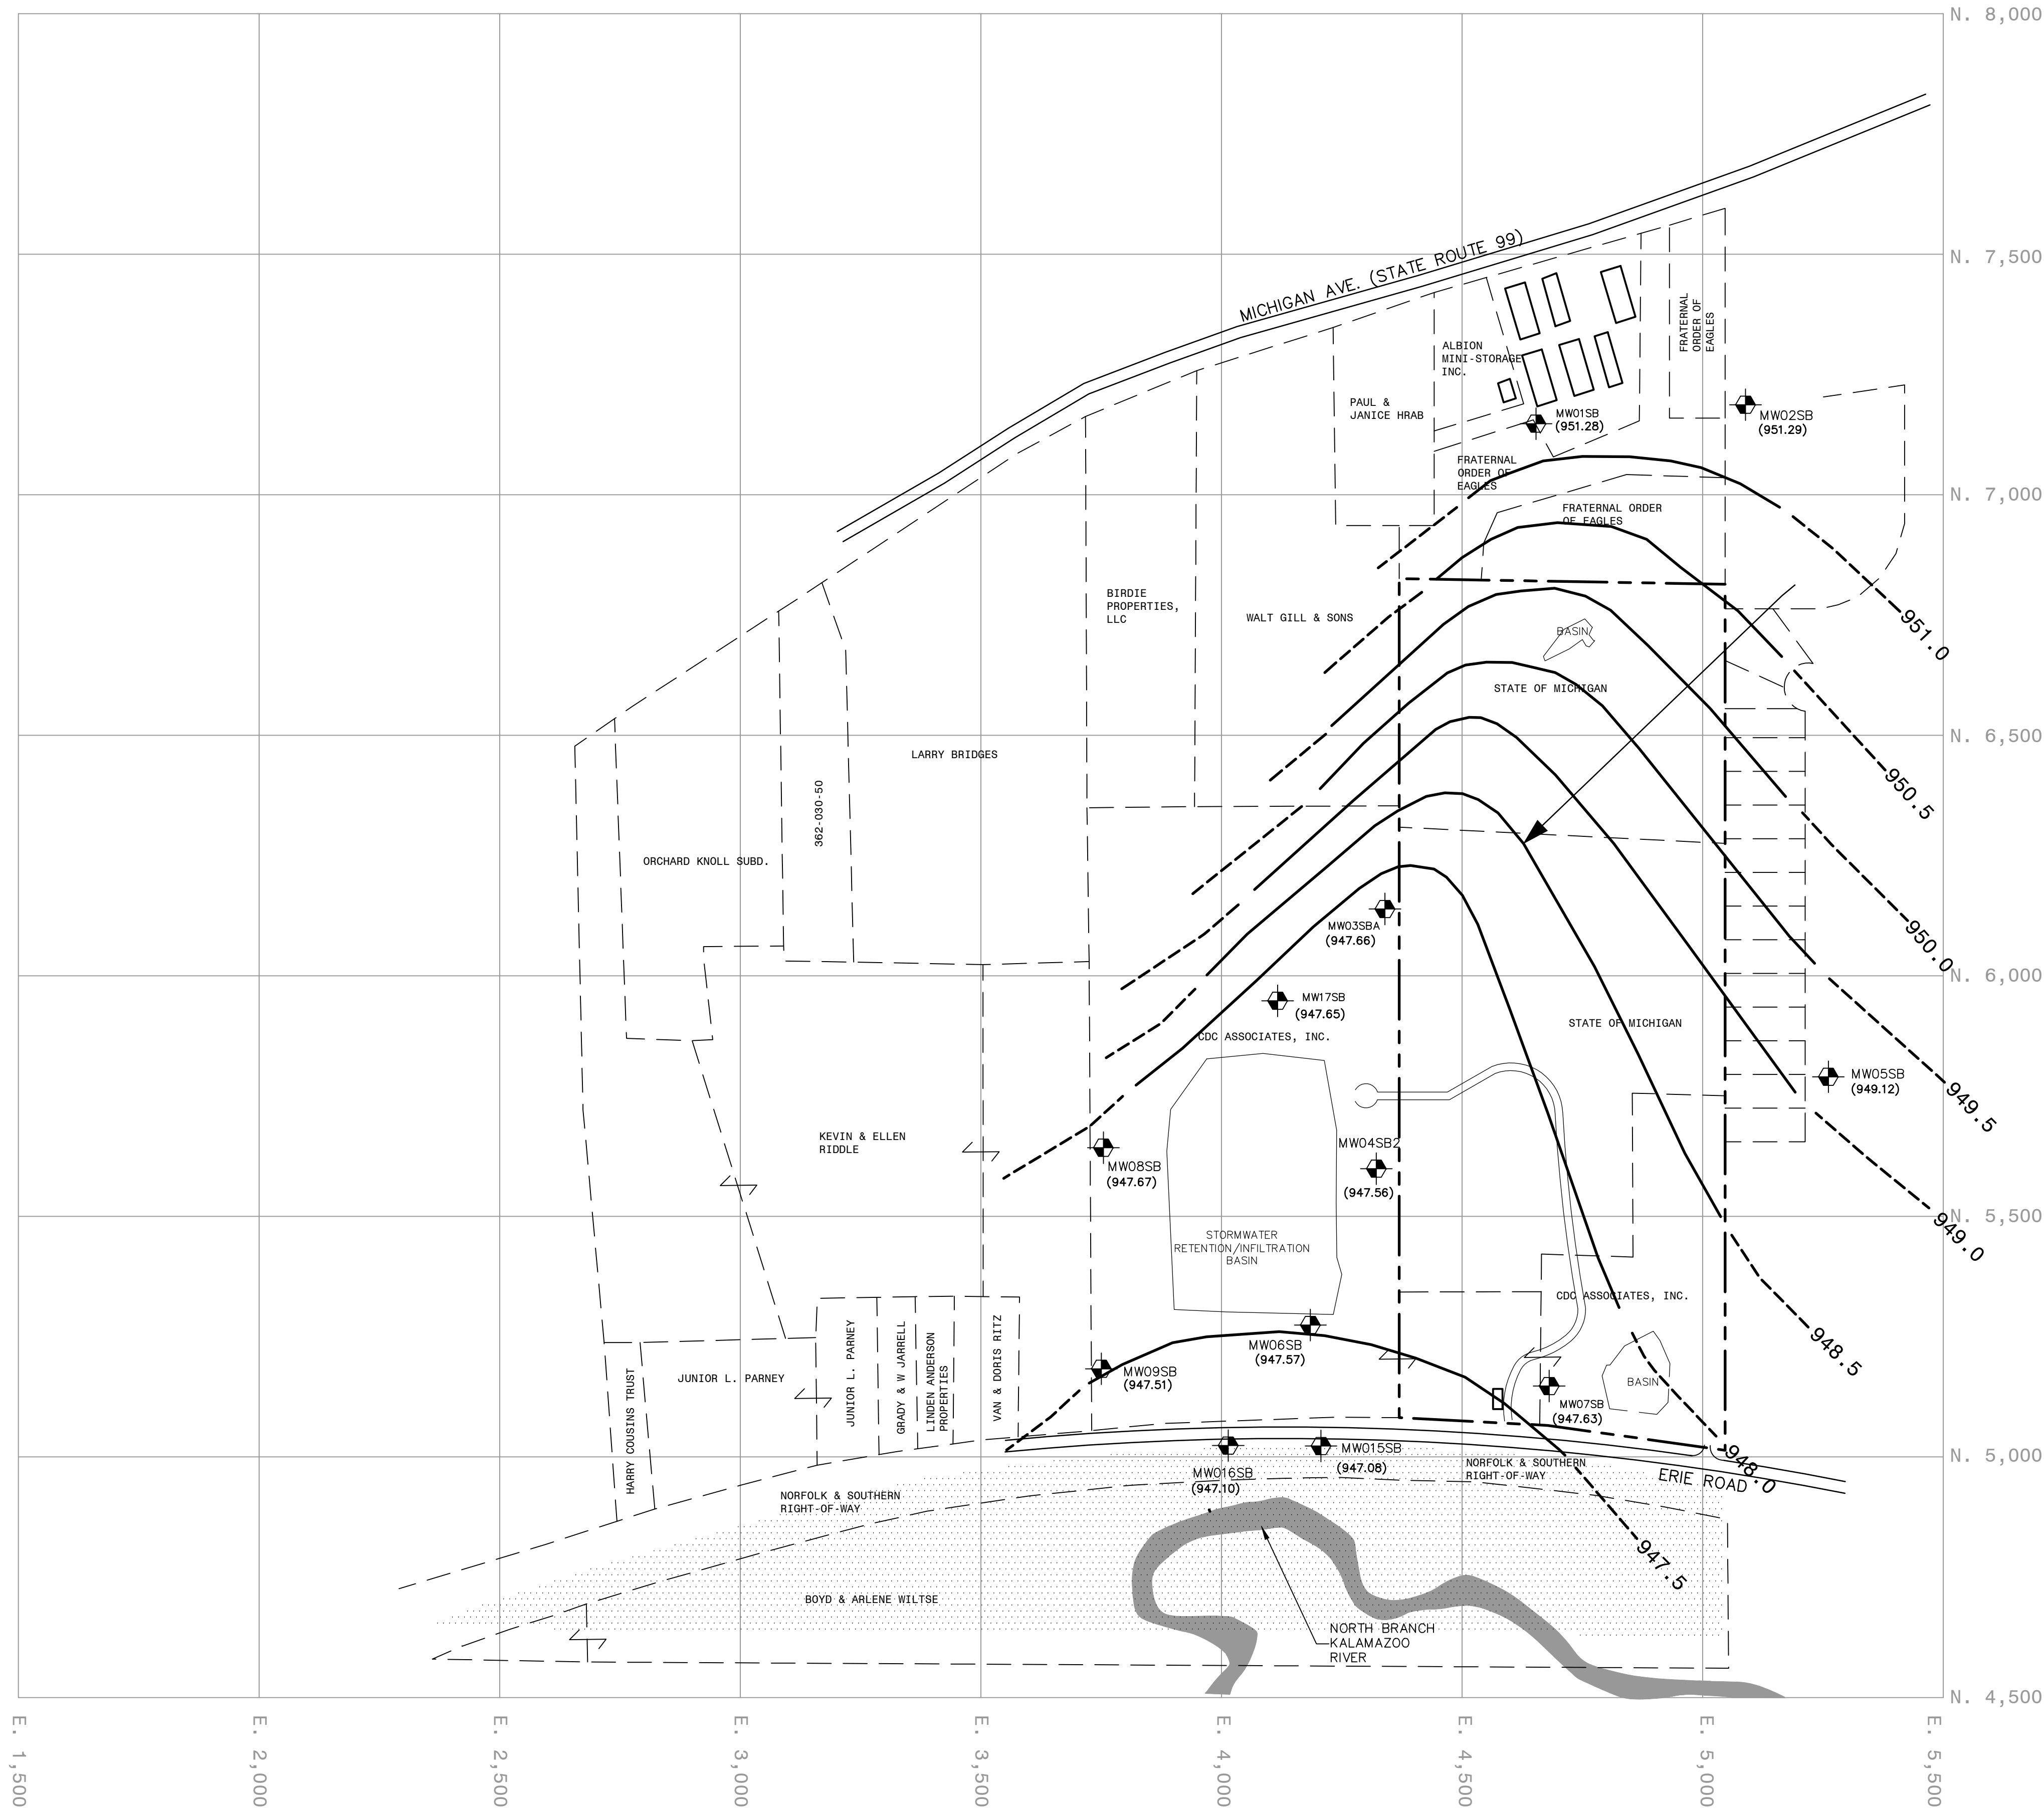 N. 8,000
N. 7,500
N. 7,000
N. 6,500
N. 6,000
N. 5,500
N. 5,000
N. 4,500
MICHIGAN AVE. (STATE ROUTE 99)
FRATERNAL
ORDER OF
EAGLES
ALBION
MINI-STORAGE
INC.
PAUL &
JANICE HRAB
MW01SB
(951.28)
MW02SB
(951.29)
FRATERNAL
ORDER OF
EAGLES
FRATERNAL ORDER
OF EAGLES
BIRDIE
PROPERTIES,
LLC
WALT GILL & SONS
BASIN
STATE OF MICHIGAN
951.0
950.5
950.0
949.5
949.0
948.5
948.0
947.5
LARRY BRIDGES
362-030-50
ORCHARD KNOLL SUBD.
MW03SBA
(947.66)
MW17SB
(947.65)
CDC ASSOCIATES, INC.
STATE OF MICHIGAN
MW05SB
(949.12)
KEVIN & ELLEN
RIDDLE
MW08SB
(947.67)
MW04SB2
(947.56)
STORMWATER
RETENTION/INFILTRATION
BASIN
CDC ASSOCIATES, INC.
MW06SB
(947.57)
MW09SB
(947.51)
MW07SB
(947.63)
BASIN
HARRY COUSINS TRUST
JUNIOR L. PARNEY
JUNIOR L. PARNEY
GRADY & W JARRELL
LINDEN ANDERSON
PROPERTIES
VAN & DORIS RITZ
MW016SB
(947.10)
MW015SB
(947.08)
NORFOLK & SOUTHERN
RIGHT-OF-WAY
ERIE ROAD
NORFOLK & SOUTHERN
RIGHT-OF-WAY
BOYD & ARLENE WILTSE
NORTH BRANCH
KALAMAZOO
RIVER
E. 1,500
E. 2,000
E. 2,500
E. 3,000
E. 3,500
E. 4,000
E. 4,500
E. 5,000
E. 5,500